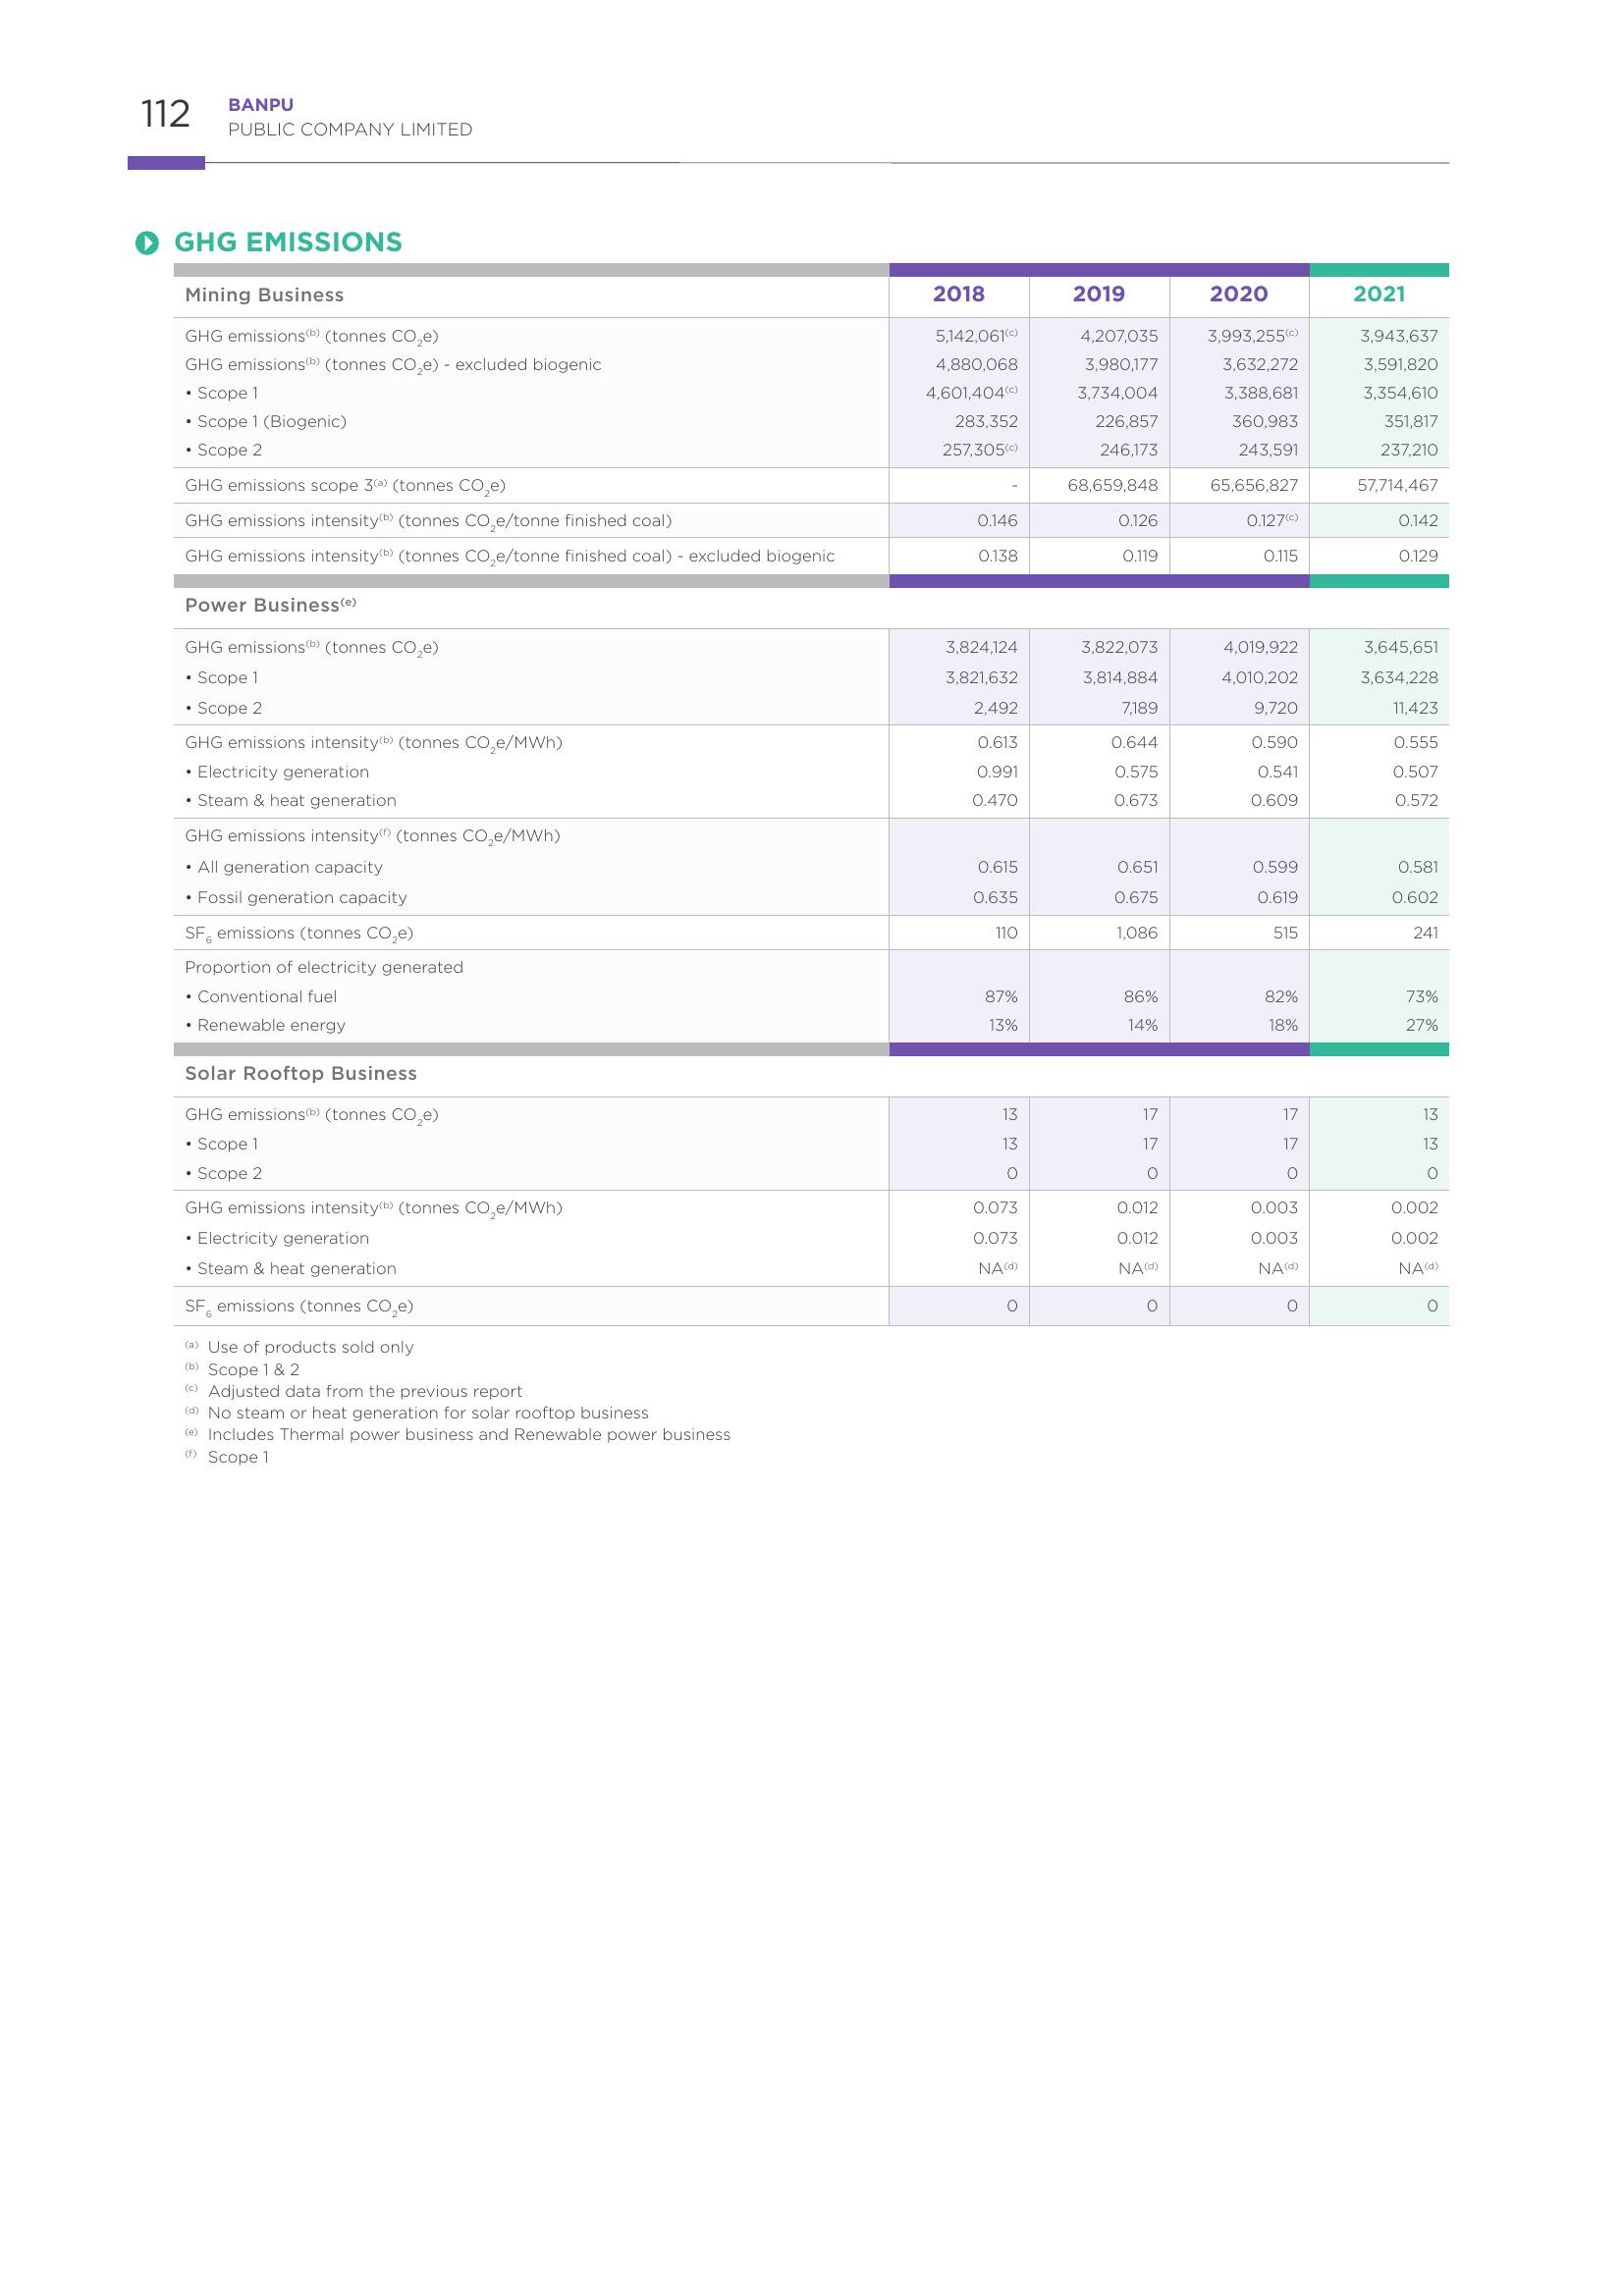 112
BANPU
PUBLIC COMPANY LIMITED
GHG EMISSIONS
Mining Business 2018 2019 2020 2021
GHG emissions(b) (tonnes CO2e) 5,142,061(c) 4,207,035 3,993,255(c) 3,943,637
GHG emissions(b) (tonnes CO2e) - excluded biogenic 4,880,068 3,980,177 3,632,272 3,591,820
• Scope 1 4,601,404(c) 3,734,004 3,388,681 3,354,610
• Scope 1 (Biogenic) 283,352 226,857 360,983 351,817
• Scope 2 257,305(c) 246,173 243,591 237,210
GHG emissions scope 3(a) (tonnes CO2e) - 68,659,848 65,656,827 57,714,467
GHG emissions intensity(b) (tonnes CO2e/tonne finished coal) 0.146 0.126 0.127(c) 0.142
GHG emissions intensity(b) (tonnes CO2e/tonne finished coal) - excluded biogenic 0.138 0.119 0.115 0.129
Power Business(e)
GHG emissions(b) (tonnes CO2e) 3,824,124 3,822,073 4,019,922 3,645,651
• Scope 1 3,821,632 3,814,884 4,010,202 3,634,228
• Scope 2 2,492 7,189 9,720 11,423
GHG emissions intensity(b) (tonnes CO2e/MWh) 0.613 0.644 0.590 0.555
• Electricity generation 0.991 0.575 0.541 0.507
• Steam & heat generation 0.470 0.673 0.609 0.572
GHG emissions intensity(f) (tonnes CO2e/MWh)
• All generation capacity 0.615 0.651 0.599 0.581
• Fossil generation capacity 0.635 0.675 0.619 0.602
SF6 emissions (tonnes CO2e) 110 1,086 515 241
Proportion of electricity generated
• Conventional fuel 87% 86% 82% 73%
• Renewable energy 13% 14% 18% 27%
Solar Rooftop Business
GHG emissions(b) (tonnes CO2e) 13 17 17 13
• Scope 1 13 17 17 13
• Scope 2 0 0 0 0
GHG emissions intensity(b) (tonnes CO2e/MWh) 0.073 0.012 0.003 0.002
• Electricity generation 0.073 0.012 0.003 0.002
• Steam & heat generation NA(d) NA(d) NA(d) NA(d)
SF6 emissions (tonnes CO2e) 0 0 0 0
(a) Use of products sold only
(b) Scope 1 & 2
(c) Adjusted data from the previous report
(d) No steam or heat generation for solar rooftop business
(e) Includes Thermal power business and Renewable power business
(f) Scope 1